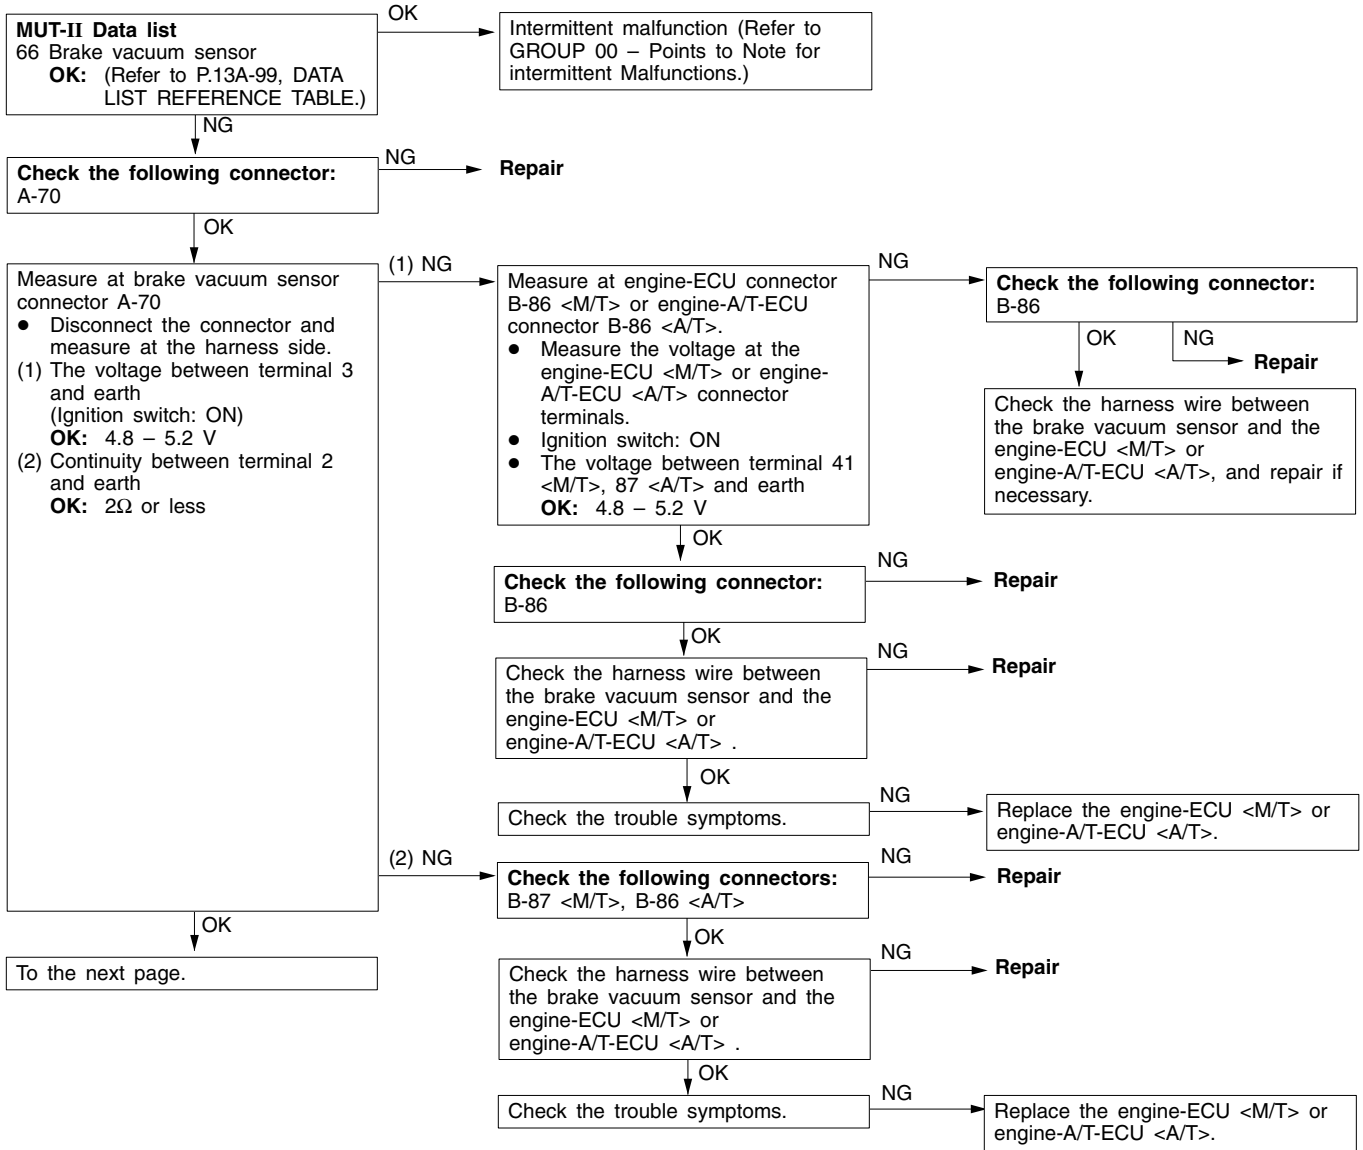 MUT-II Data list
66 Brake vacuum sensor
OK: (Refer to P.13A-99, DATA
LIST REFERENCE TABLE.)
OK
Intermittent malfunction (Refer to
GROUP 00 – Points to Note for
intermittent Malfunctions.)
NG
Check the following connector:
A-70
NG
Repair
OK
Measure at brake vacuum sensor
connector A-70
● Disconnect the connector and
measure at the harness side.
(1) The voltage between terminal 3
and earth
(Ignition switch: ON)
OK: 4.8 – 5.2 V
(2) Continuity between terminal 2
and earth
OK: 2Ω or less
(1) NG
Measure at engine-ECU connector
B-86 <M/T> or engine-A/T-ECU
connector B-86 <A/T>.
● Measure the voltage at the
engine-ECU <M/T> or engine-
A/T-ECU <A/T> connector
terminals.
● Ignition switch: ON
● The voltage between terminal 41
<M/T>, 87 <A/T> and earth
OK: 4.8 – 5.2 V
NG
Check the following connector:
B-86
OK
NG
Repair
Check the harness wire between
the brake vacuum sensor and the
engine-ECU <M/T> or
engine-A/T-ECU <A/T>, and repair if
necessary.
OK
Check the following connector:
B-86
NG
Repair
OK
Check the harness wire between
the brake vacuum sensor and the
engine-ECU <M/T> or
engine-A/T-ECU <A/T> .
NG
Repair
OK
Check the trouble symptoms.
NG
Replace the engine-ECU <M/T> or
engine-A/T-ECU <A/T>.
(2) NG
Check the following connectors:
B-87 <M/T>, B-86 <A/T>
NG
Repair
OK
Check the harness wire between
the brake vacuum sensor and the
engine-ECU <M/T> or
engine-A/T-ECU <A/T> .
NG
Repair
OK
Check the trouble symptoms.
NG
Replace the engine-ECU <M/T> or
engine-A/T-ECU <A/T>.
OK
To the next page.